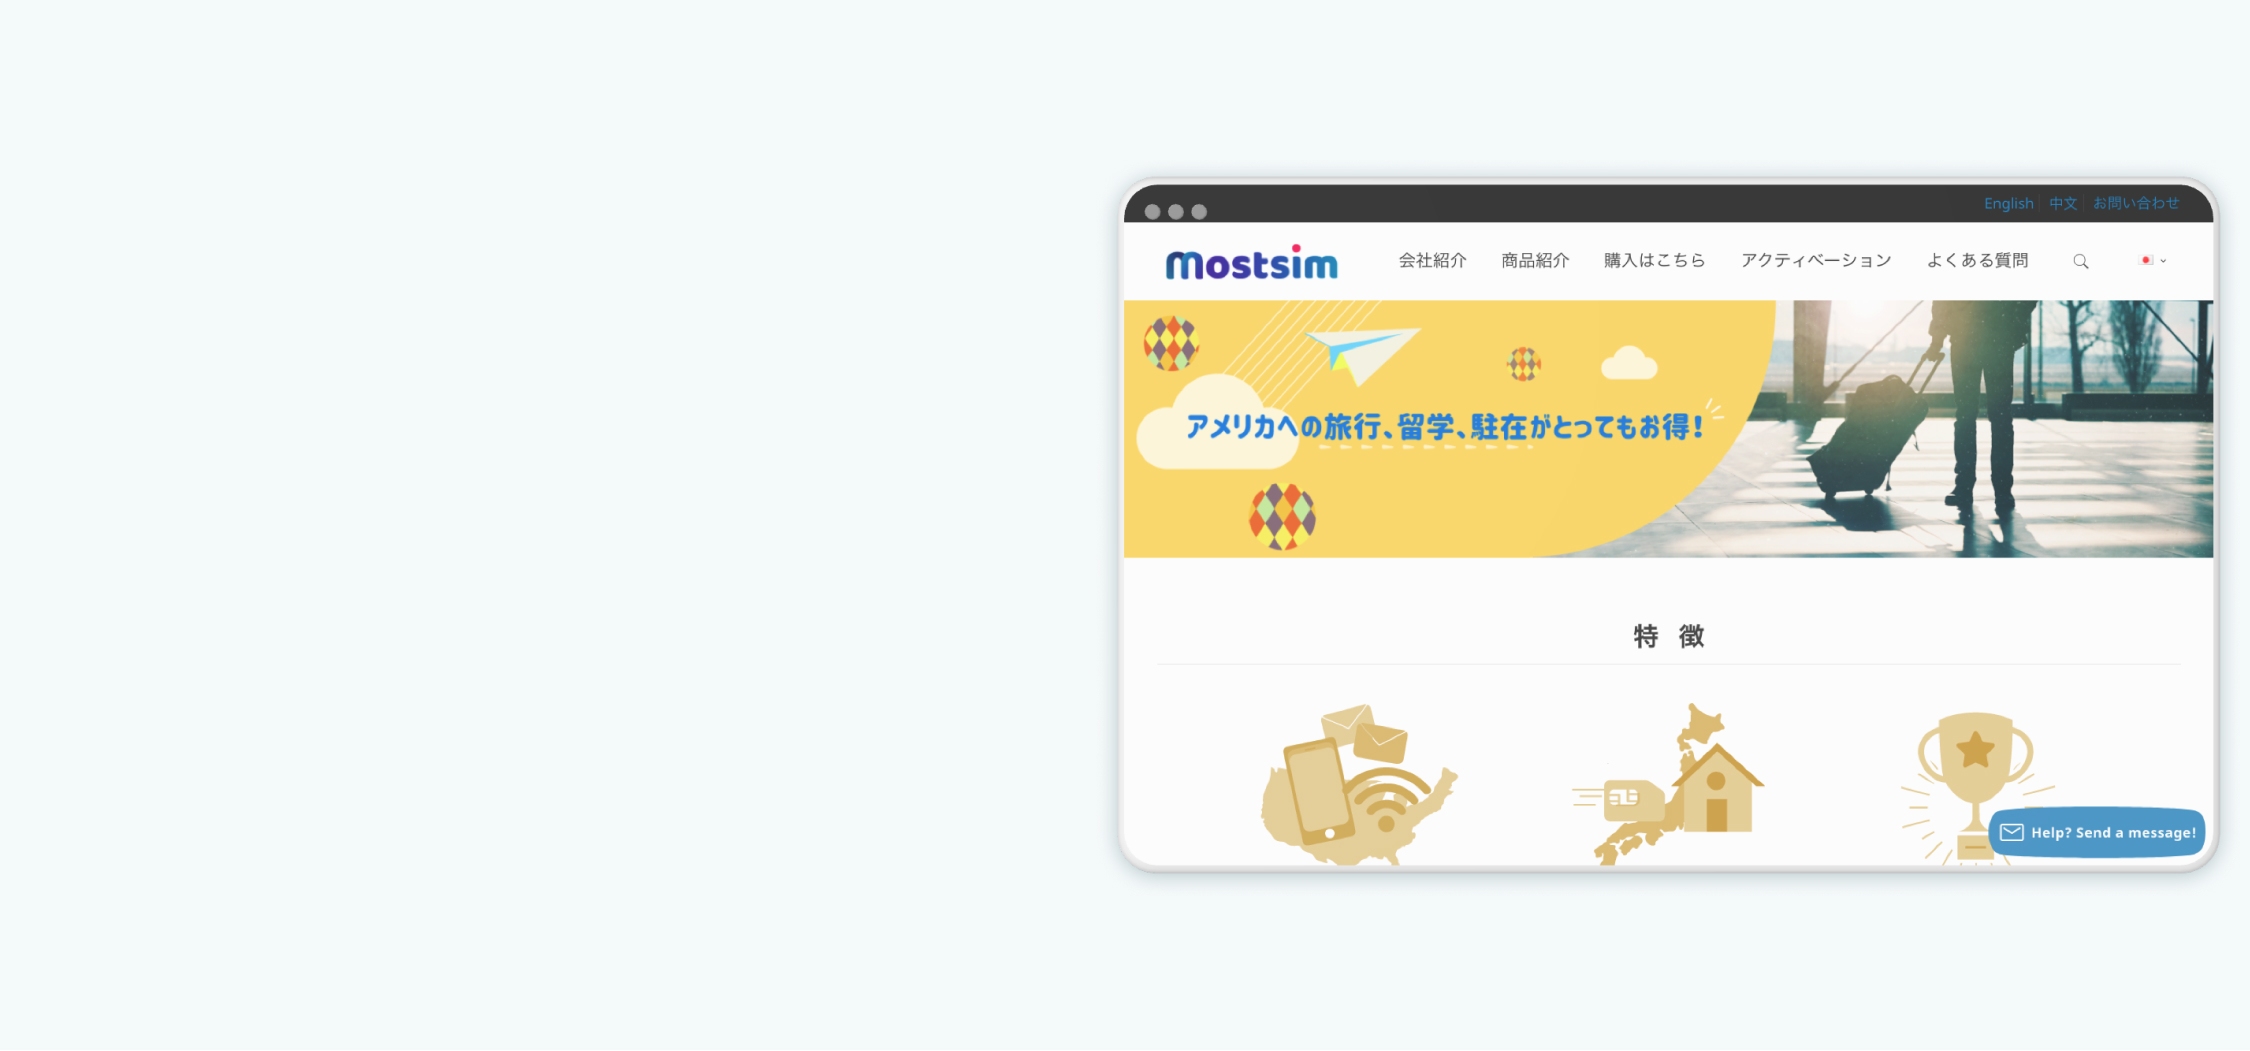 English 中文 お問い合わせ
mostsim 会社紹介 商品紹介 購入はこちら アクティベーション よくある質問
アメリカへの旅行、留学、駐在がとってもお得！
特 徴
Help? Send a message!